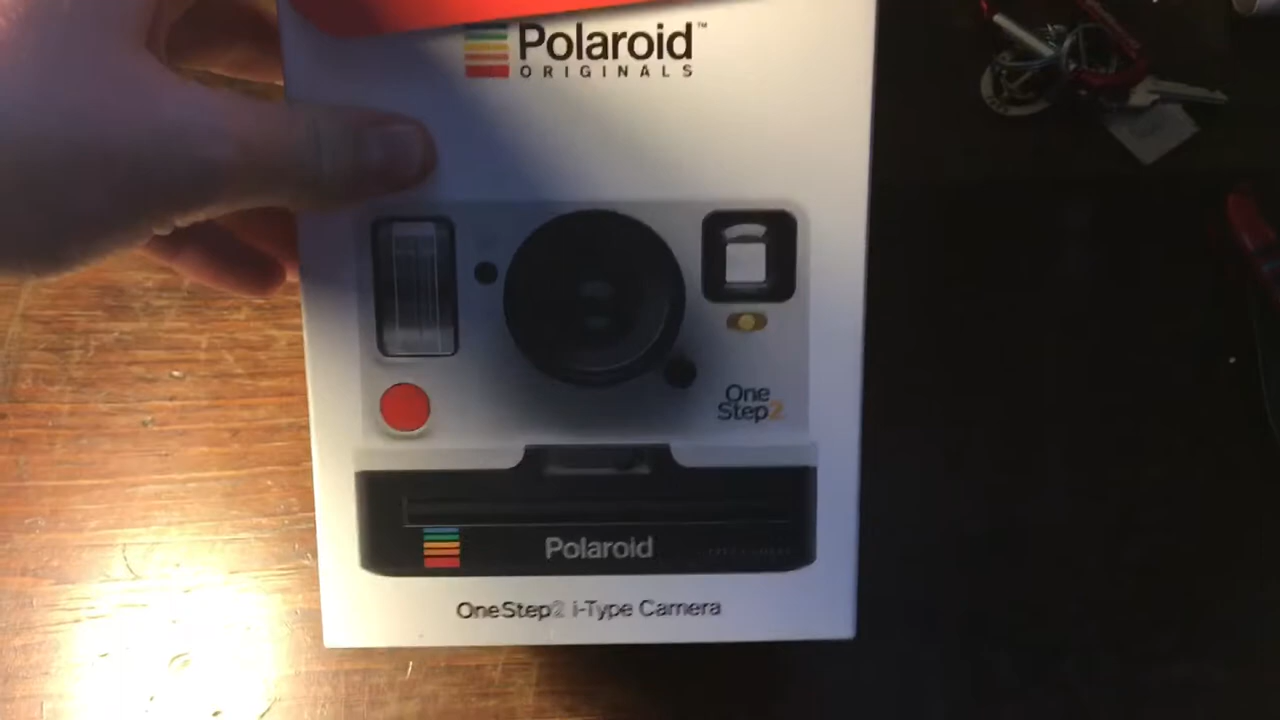 Polaroid™
ORIGINALS
One
Step2
Polaroid
OneStep2 i-Type Camera